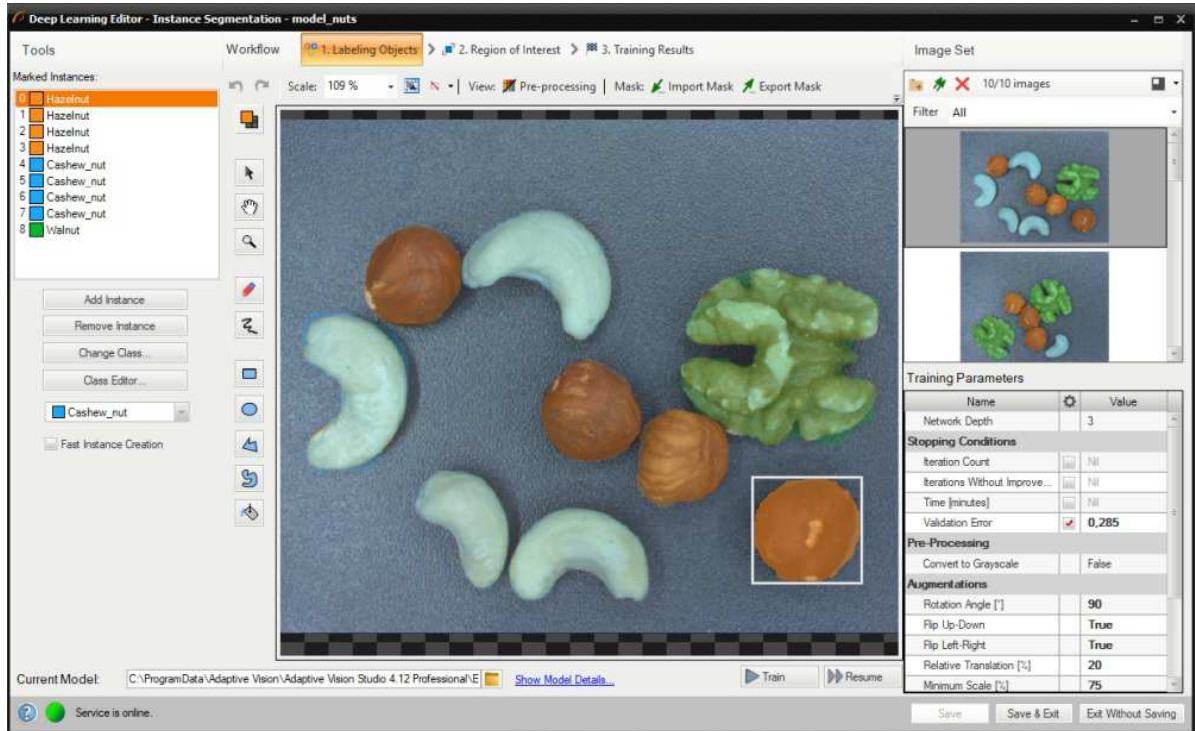 Deep Learning Editor - Instance Segmentation - model_nuts
Tools
Workflow
1. Labeling Objects
2. Region of Interest
3. Training Results
Image Set
Marked Instances:
0 Hazelnut
1 Hazelnut
2 Hazelnut
3 Hazelnut
4 Cashew_nut
5 Cashew_nut
6 Cashew_nut
7 Cashew_nut
8 Walnut
Add Instance
Remove Instance
Change Class...
Class Editor...
Cashew_nut
Fast Instance Creation
Scale: 109 %
View: Pre-processing
Mask: Import Mask Export Mask
10/10 images
Filter All
Training Parameters
Name Value
Network Depth 3
Stopping Conditions
Iteration Count Nil
Iterations Without Improve... Nil
Time [minutes] Nil
Validation Error 0,285
Pre-Processing
Convert to Grayscale False
Augmentations
Rotation Angle [°] 90
Flip Up-Down True
Flip Left-Right True
Relative Translation [%] 20
Minimum Scale [%] 75
Current Model: C:\ProgramData\Adaptive Vision\Adaptive Vision Studio 4.12 Professional\E
Show Model Details...
Train
Resume
Service is online.
Save
Save & Exit
Exit Without Saving